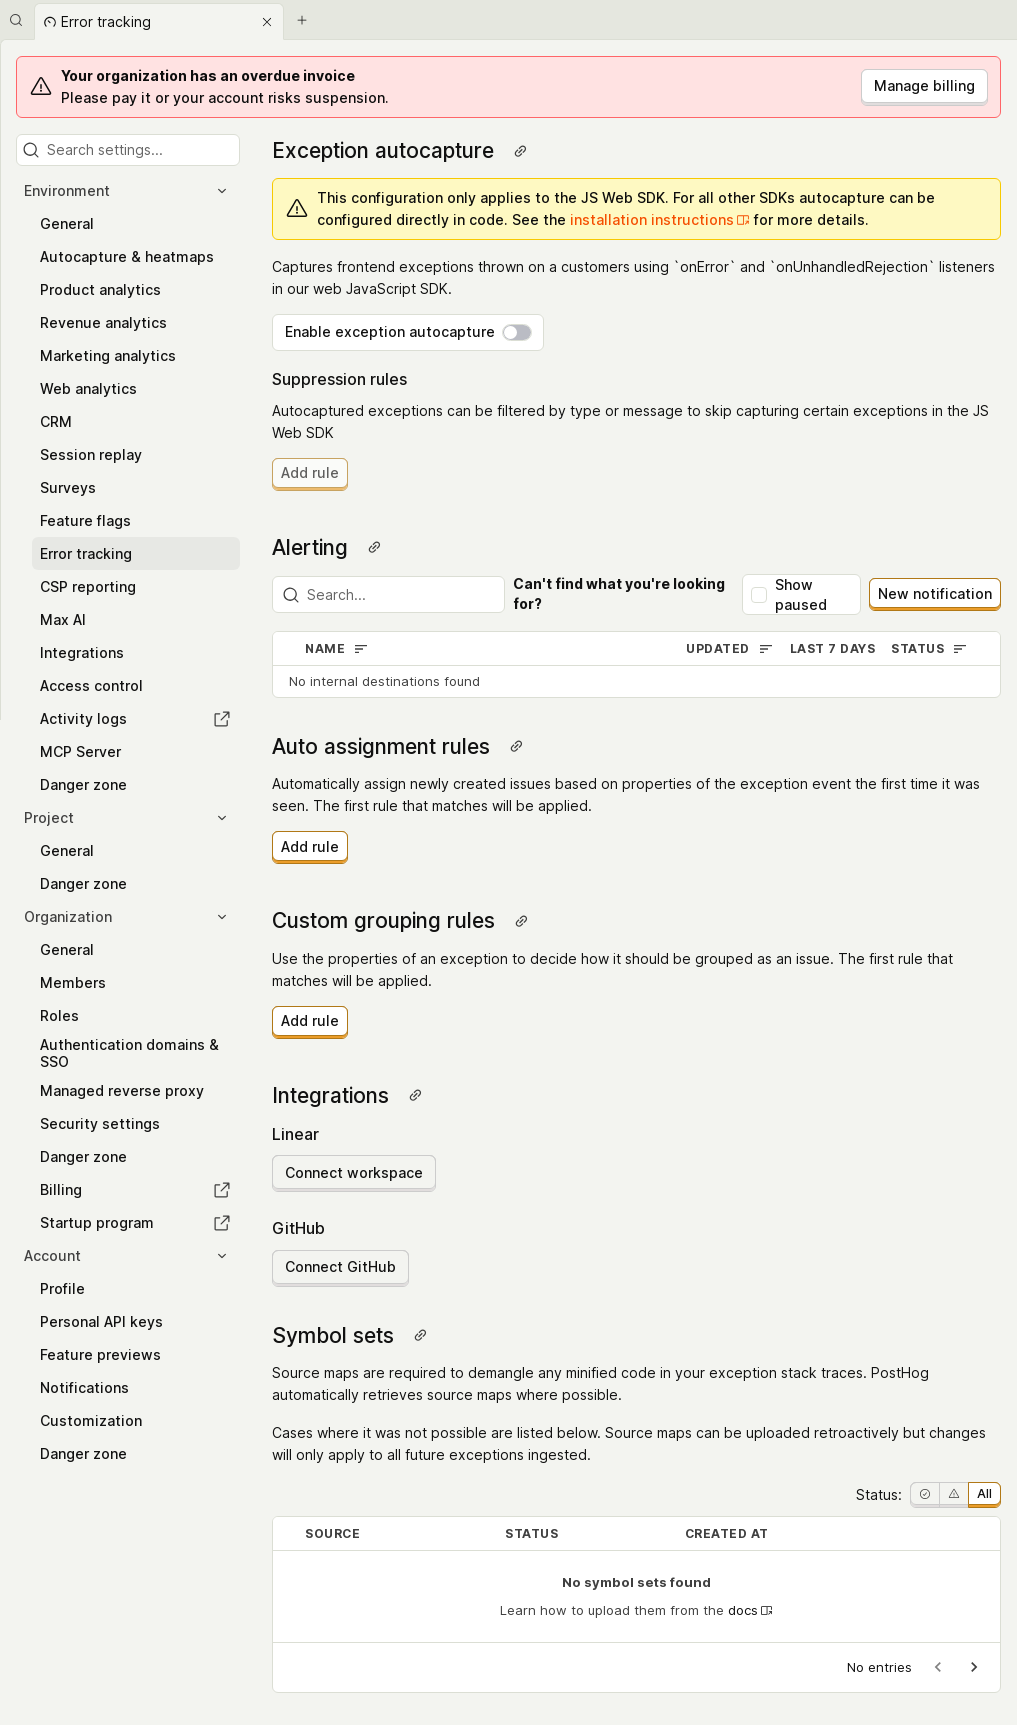 Error tracking
Your organization has an overdue invoice
Please pay it or your account risks suspension.
Manage billing
Search settings...
Environment
General
Autocapture & heatmaps
Product analytics
Revenue analytics
Marketing analytics
Web analytics
CRM
Session replay
Surveys
Feature flags
Error tracking
CSP reporting
Max AI
Integrations
Access control
Activity logs
MCP Server
Danger zone
Project
General
Danger zone
Organization
General
Members
Roles
Authentication domains &
SSO
Managed reverse proxy
Security settings
Danger zone
Billing
Startup program
Account
Profile
Personal API keys
Feature previews
Notifications
Customization
Danger zone
Exception autocapture
This configuration only applies to the JS Web SDK. For all other SDKs autocapture can be
configured directly in code. See the installation instructions for more details.
Captures frontend exceptions thrown on a customers using `onError` and `onUnhandledRejection` listeners
in our web JavaScript SDK.
Enable exception autocapture
Suppression rules
Autocaptured exceptions can be filtered by type or message to skip capturing certain exceptions in the JS
Web SDK
Add rule
Alerting
Search...
Can't find what you're looking
for?
Show
paused
New notification
NAME UPDATED LAST 7 DAYS STATUS
No internal destinations found
Auto assignment rules
Automatically assign newly created issues based on properties of the exception event the first time it was
seen. The first rule that matches will be applied.
Add rule
Custom grouping rules
Use the properties of an exception to decide how it should be grouped as an issue. The first rule that
matches will be applied.
Add rule
Integrations
Linear
Connect workspace
GitHub
Connect GitHub
Symbol sets
Source maps are required to demangle any minified code in your exception stack traces. PostHog
automatically retrieves source maps where possible.
Cases where it was not possible are listed below. Source maps can be uploaded retroactively but changes
will only apply to all future exceptions ingested.
Status: All
SOURCE STATUS CREATED AT
No symbol sets found
Learn how to upload them from the docs
No entries